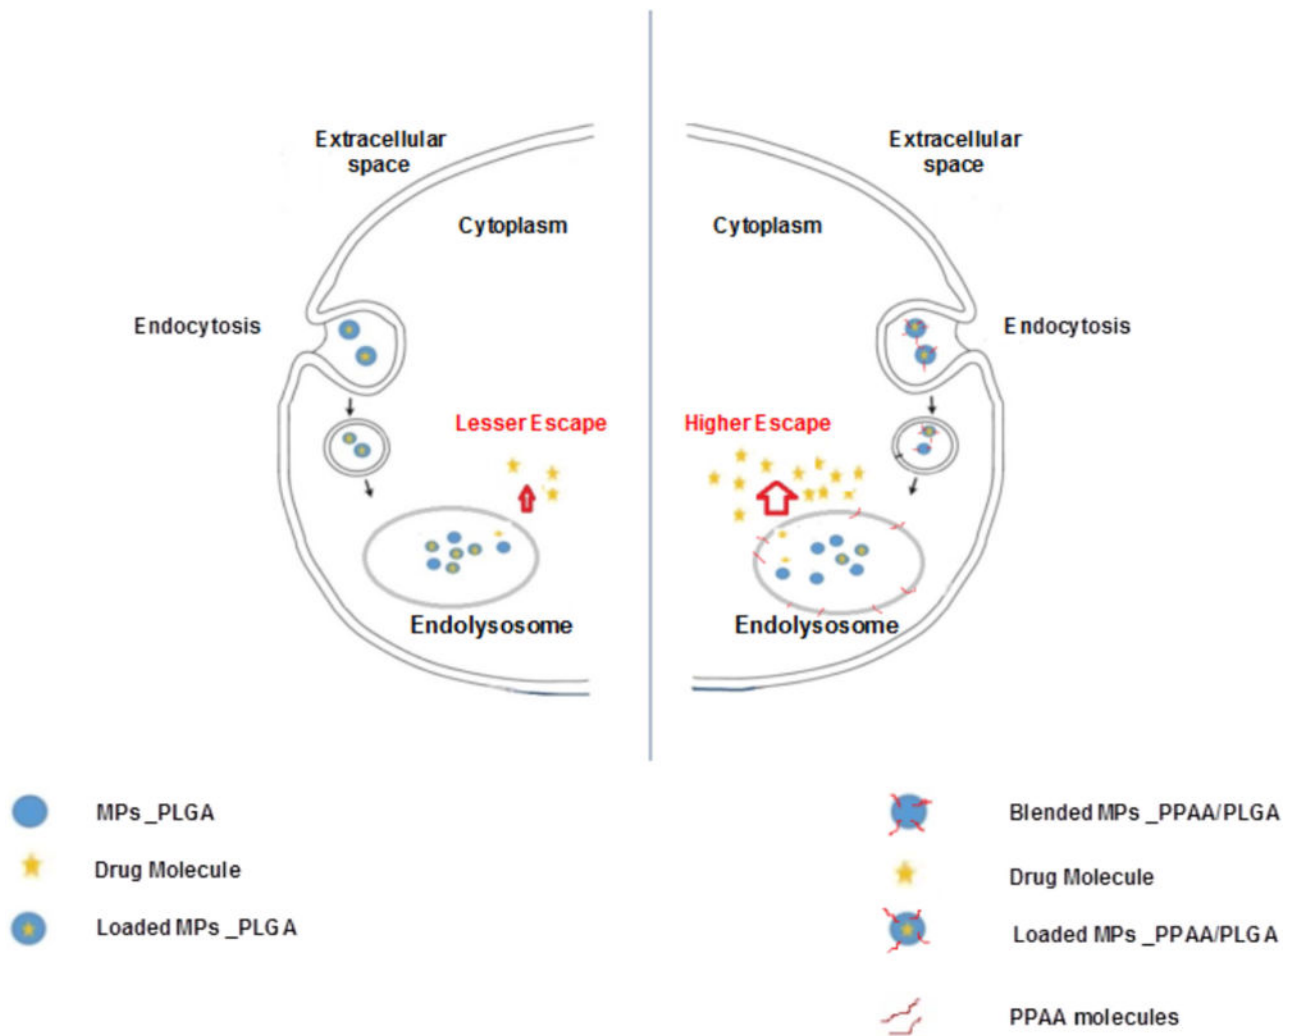 Extracellular
space
Cytoplasm
Endocytosis
Lesser Escape
Endolysosome
Extracellular
space
Cytoplasm
Endocytosis
Higher Escape
Endolysosome
MPs _PLGA
Drug Molecule
Loaded MPs _PLGA
Blended MPs _PPAA/PLGA
Drug Molecule
Loaded MPs _PPAA/PLGA
PPAA molecules